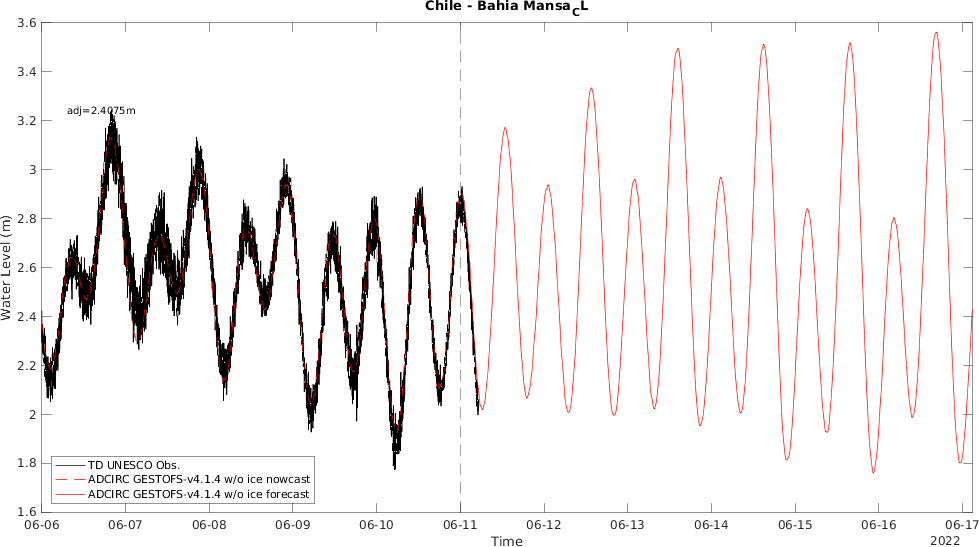 Chile - Bahia Mansa_CL
3.6
3.4
adj=2.4075m
3.2
3
2.8
2.6
2.4
2.2
2
1.8
1.6
Water Level (m)
TD UNESCO Obs.
ADCIRC GESTOFS-v4.1.4 w/o ice nowcast
ADCIRC GESTOFS-v4.1.4 w/o ice forecast
06-06 06-07 06-08 06-09 06-10 06-11 06-12 06-13 06-14 06-15 06-16 06-17
Time
2022